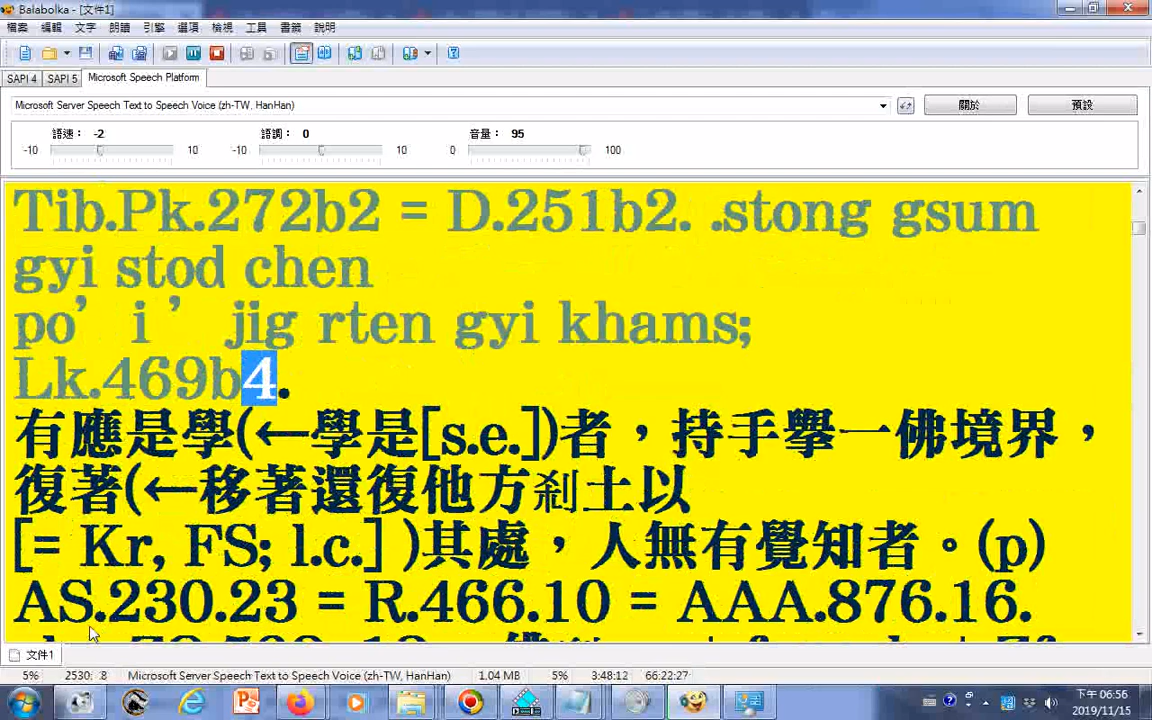 Balabolka - [文件1]
檔案 編輯 文字 朗讀 引擎 選項 檢視 工具 書籤 說明
SAPI 4 SAPI 5 Microsoft Speech Platform
Microsoft Server Speech Text to Speech Voice (zh-TW, HanHan) 關於 預設
語速: -2 語調: 0 音量: 95
-10 10 -10 10 0 100
Tib.Pk.272b2 = D.251b2. .stong gsum
gyi stod chen
po’ i ’ jig rten gyi khams;
Lk.469b4.
有應是學(←學是[s.e.])者，持手擧一佛境界，
復著(←移著還復他方剎土以
[= Kr, FS; l.c.] )其處，人無有覺知者。(p)
AS.230.23 = R.466.10 = AAA.876.16.
文件1
5% 2530: 8 Microsoft Server Speech Text to Speech Voice (zh-TW, HanHan) 1.04 MB 5% 3:48:12 66:22:27
下午 06:56
2019/11/15